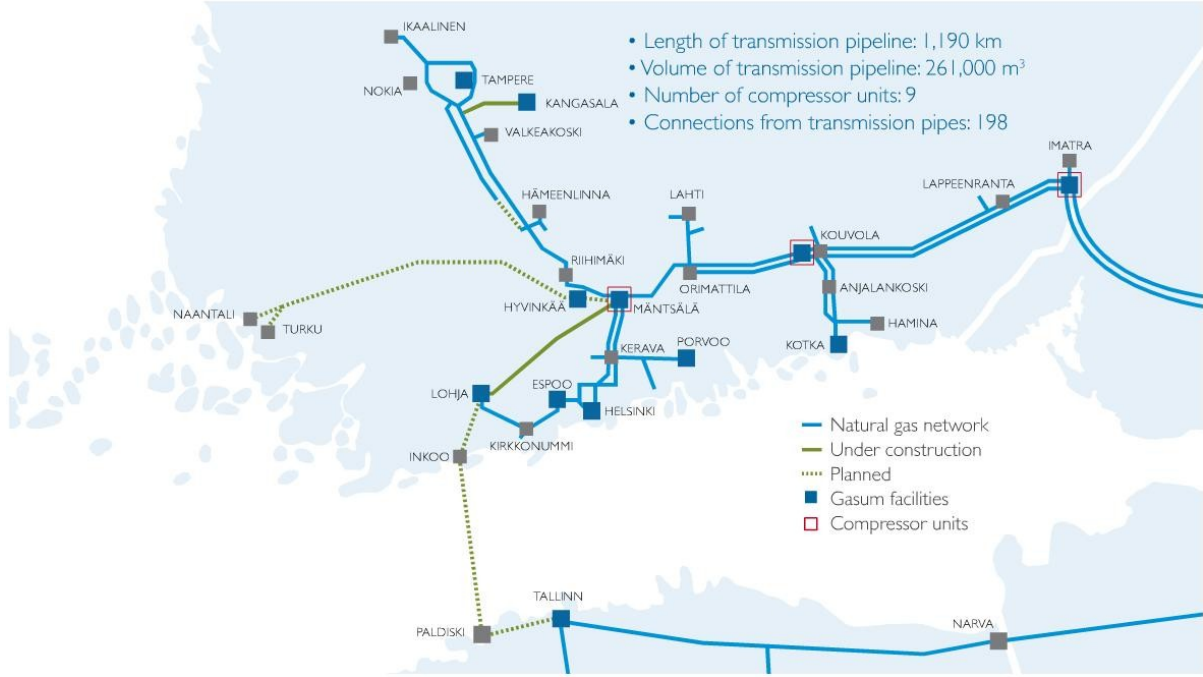 IKAALINEN
• Length of transmission pipeline: 1,190 km
• Volume of transmission pipeline: 261,000 m³
• Number of compressor units: 9
• Connections from transmission pipes: 198
TAMPERE
NOKIA
KANGASALA
VALKEAKOSKI
IMATRA
LAPPEENRANTA
HÄMEENLINNA
LAHTI
KOUVOLA
RIIHIMÄKI
ORIMATTILA
ANJALANKOSKI
HYVINKÄÄ
MÄNTSÄLÄ
NAANTALI
TURKU
HAMINA
KERAVA
PORVOO
KOTKA
ESPOO
LOHJA
HELSINKI
KIRKKONUMMI
INKOO
Natural gas network
Under construction
Planned
Gasum facilities
Compressor units
TALLINN
PALDISKI
NARVA